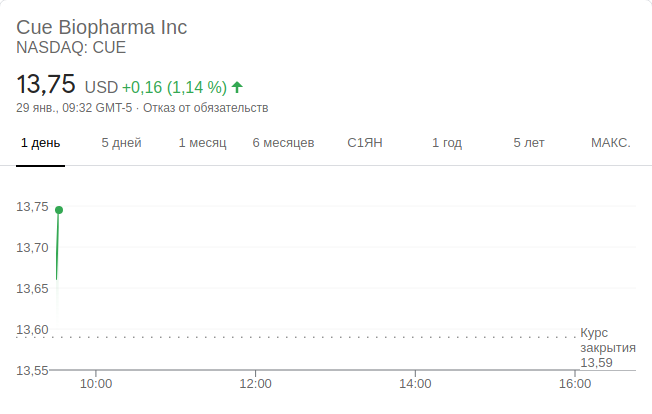 Cue Biopharma Inc
NASDAQ: CUE
13,75 USD +0,16 (1,14 %)
29 янв., 09:32 GMT-5 · Отказ от обязательств
1 день 5 дней 1 месяц 6 месяцев С1ЯН 1 год 5 лет МАКС.
13,75
13,70
13,65
13,60
13,55
Курс
закрытия
13,59
10:00 12:00 14:00 16:00